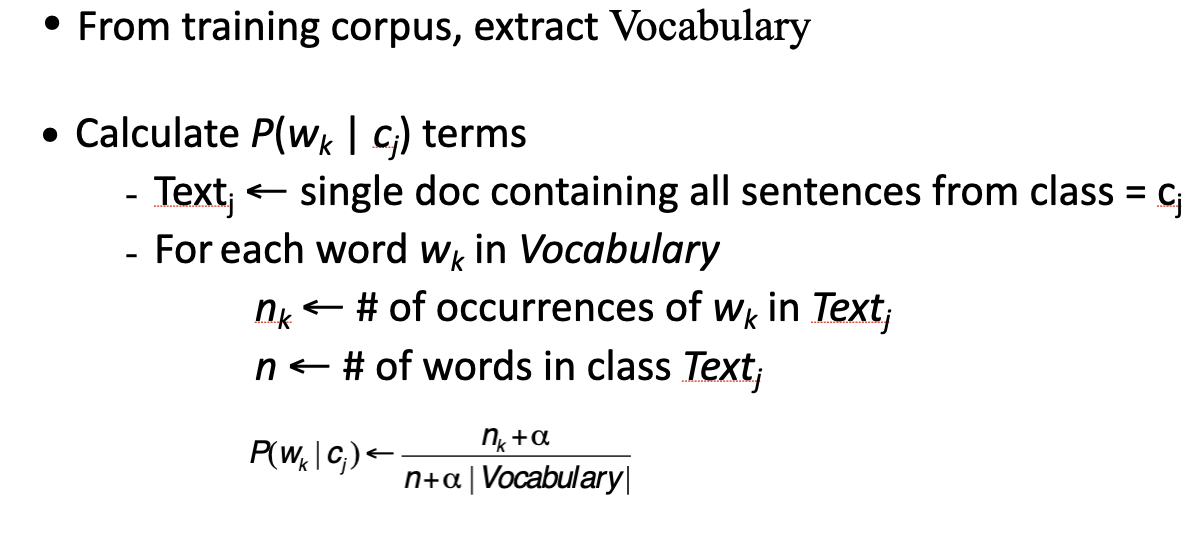 • From training corpus, extract Vocabulary
• Calculate P(wₖ | cⱼ) terms
- Textⱼ ← single doc containing all sentences from class = cⱼ
- For each word wₖ in Vocabulary
nₖ ← # of occurrences of wₖ in Textⱼ
n ← # of words in class Textⱼ
P(wₖ | cⱼ) ← (nₖ + α) / (n + α | Vocabulary|)